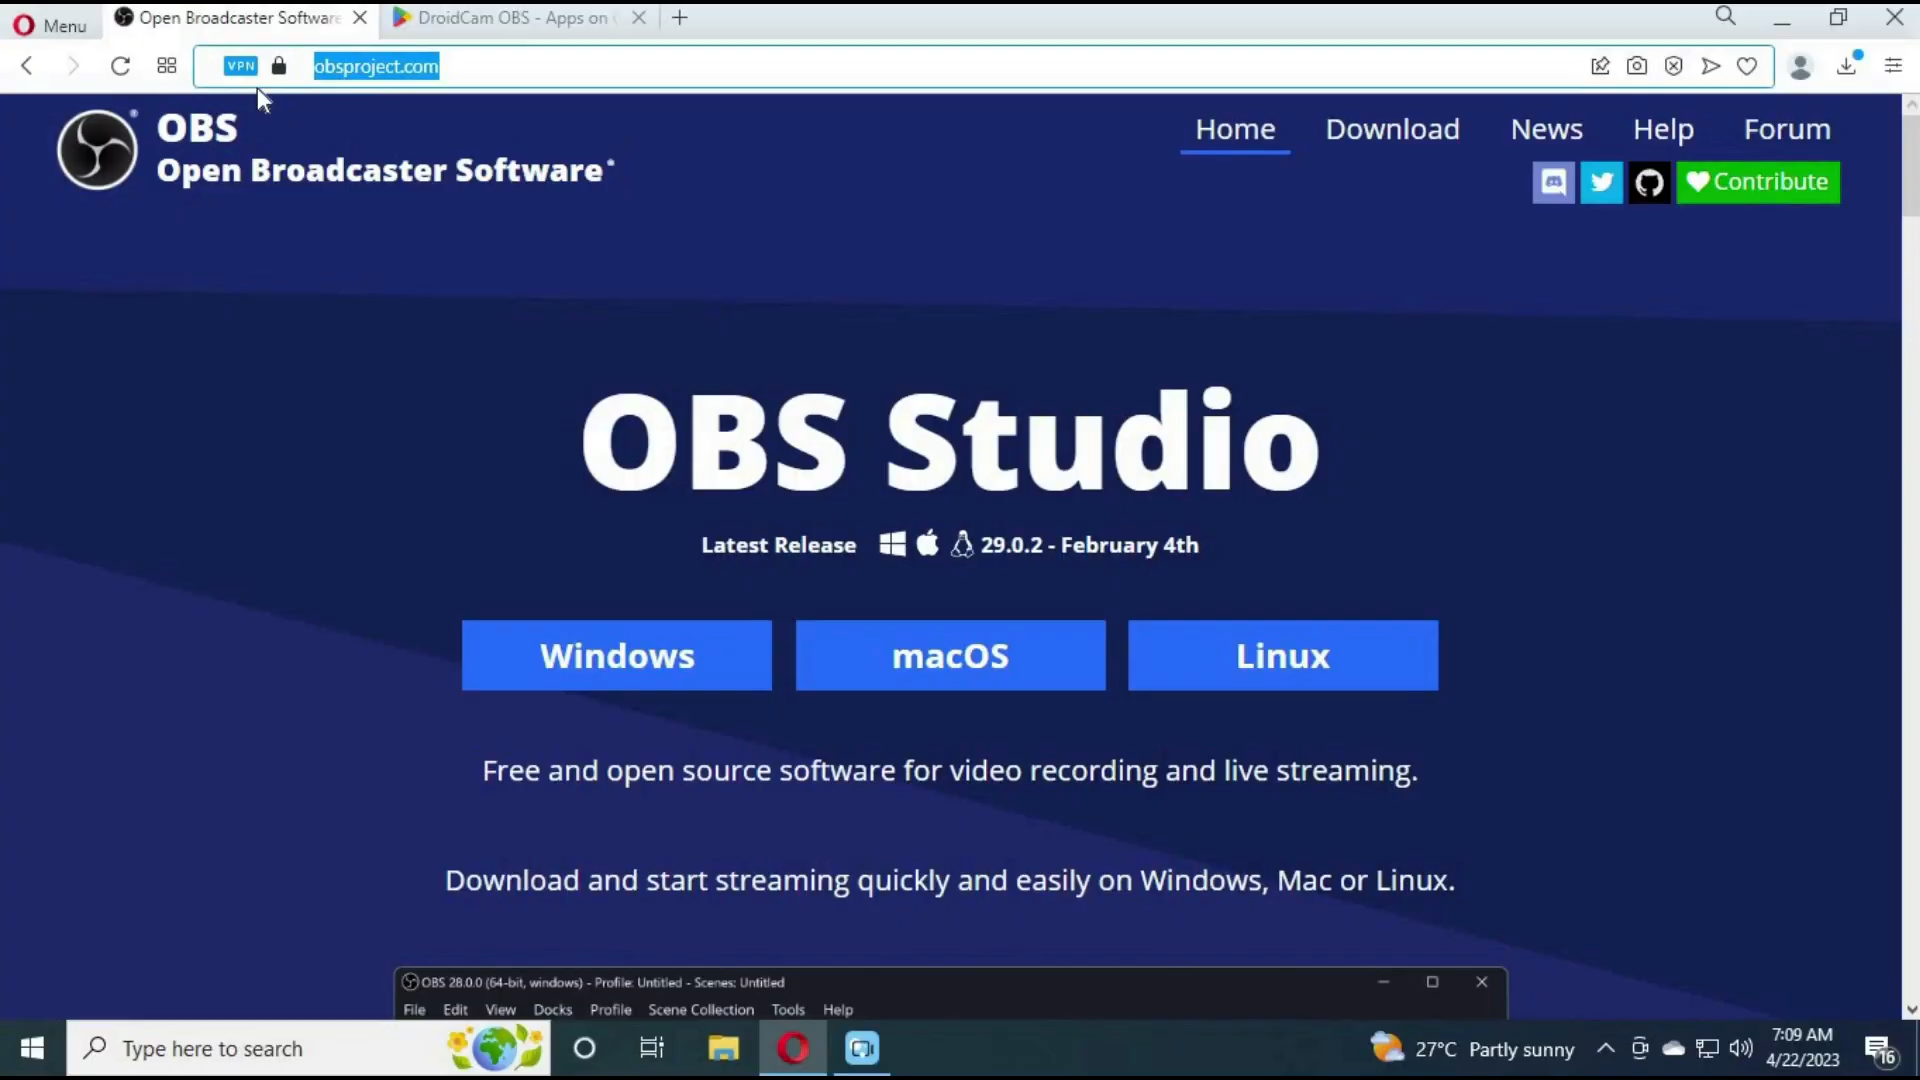 Menu
Open Broadcaster Software
DroidCam OBS - Apps on
VPN
obsproject.com
OBS
Open Broadcaster Software
Home
Download
News
Help
Forum
Contribute
OBS Studio
Latest Release 29.0.2 - February 4th
Windows
macOS
Linux
Free and open source software for video recording and live streaming.
Download and start streaming quickly and easily on Windows, Mac or Linux.
OBS 28.0.0 (64-bit, windows) - Profile: Untitled - Scenes: Untitled
File Edit View Docks Profile Scene Collection Tools Help
Type here to search
27°C Partly sunny
7:09 AM
4/22/2023
16